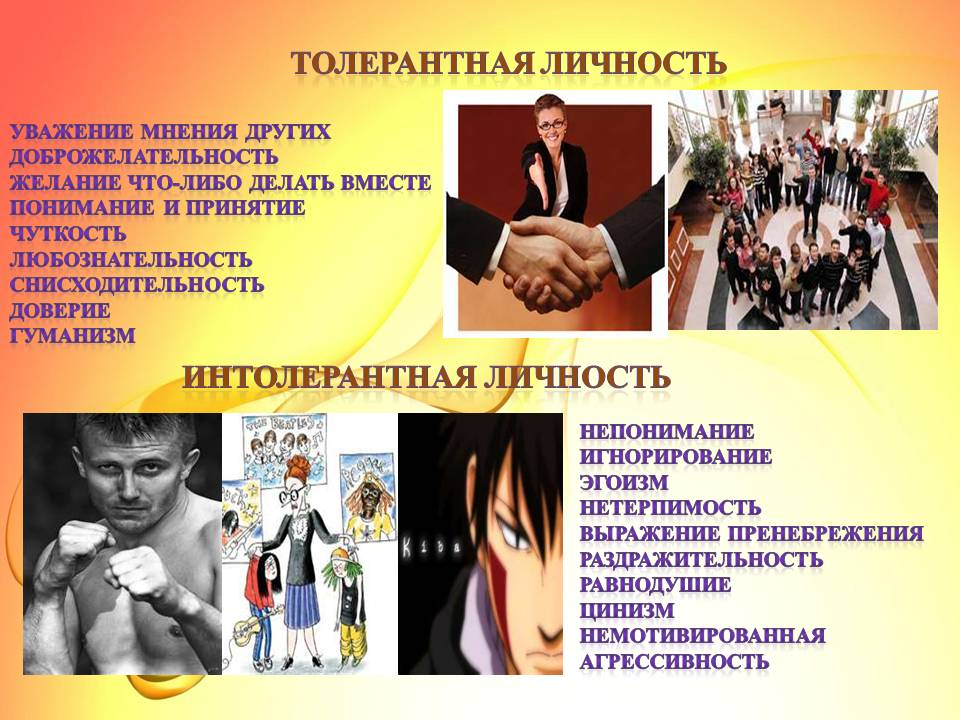 ТОЛЕРАНТНАЯ ЛИЧНОСТЬ
УВАЖЕНИЕ МНЕНИЯ ДРУГИХ
ДОБРОЖЕЛАТЕЛЬНОСТЬ
ЖЕЛАНИЕ ЧТО-ЛИБО ДЕЛАТЬ ВМЕСТЕ
ПОНИМАНИЕ И ПРИНЯТИЕ
ЧУТКОСТЬ
ЛЮБОЗНАТЕЛЬНОСТЬ
СНИСХОДИТЕЛЬНОСТЬ
ДОВЕРИЕ
ГУМАНИЗМ
ИНТОЛЕРАНТНАЯ ЛИЧНОСТЬ
THE BEATLES
Kiba
НЕПОНИМАНИЕ
ИГНОРИРОВАНИЕ
ЭГОИЗМ
НЕТЕРПИМОСТЬ
ВЫРАЖЕНИЕ ПРЕНЕБРЕЖЕНИЯ
РАЗДРАЖИТЕЛЬНОСТЬ
РАВНОДУШИЕ
ЦИНИЗМ
НЕМОТИВИРОВАННАЯ
АГРЕССИВНОСТЬ